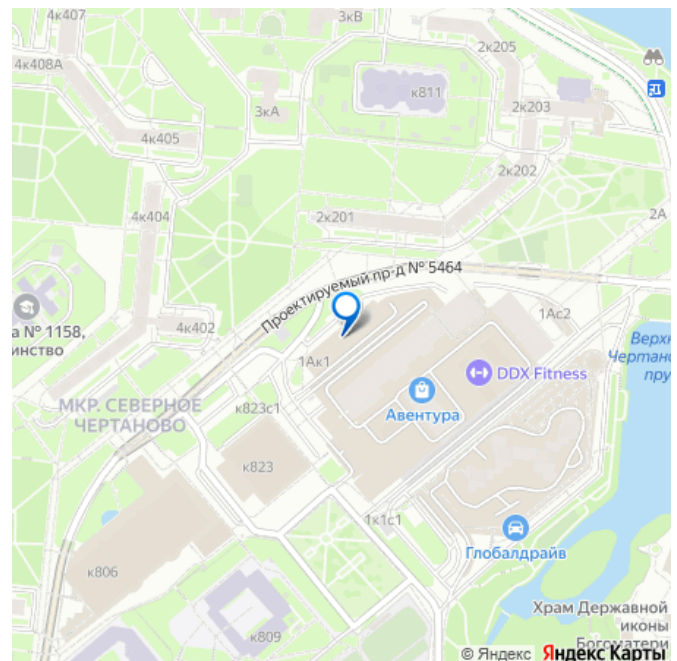 4к407
3кВ
2к205
4к408А
к811
3кА
2к203
4к405
2к202
4к404
2к201
2А
Проектируемый пр-д № 5464
а № 1158,
инство
4к402
1Ас2
Верхн
Чертано
пру
1Ак1
DDX Fitness
МКР. СЕВЕРНОЕ
ЧЕРТАНОВО
к823с1
Авентура
к823
1к1с1
Глобалдрайв
к806
к809
Храм Державной
иконы
Богоматери
© Яндекс Яндекс Карты